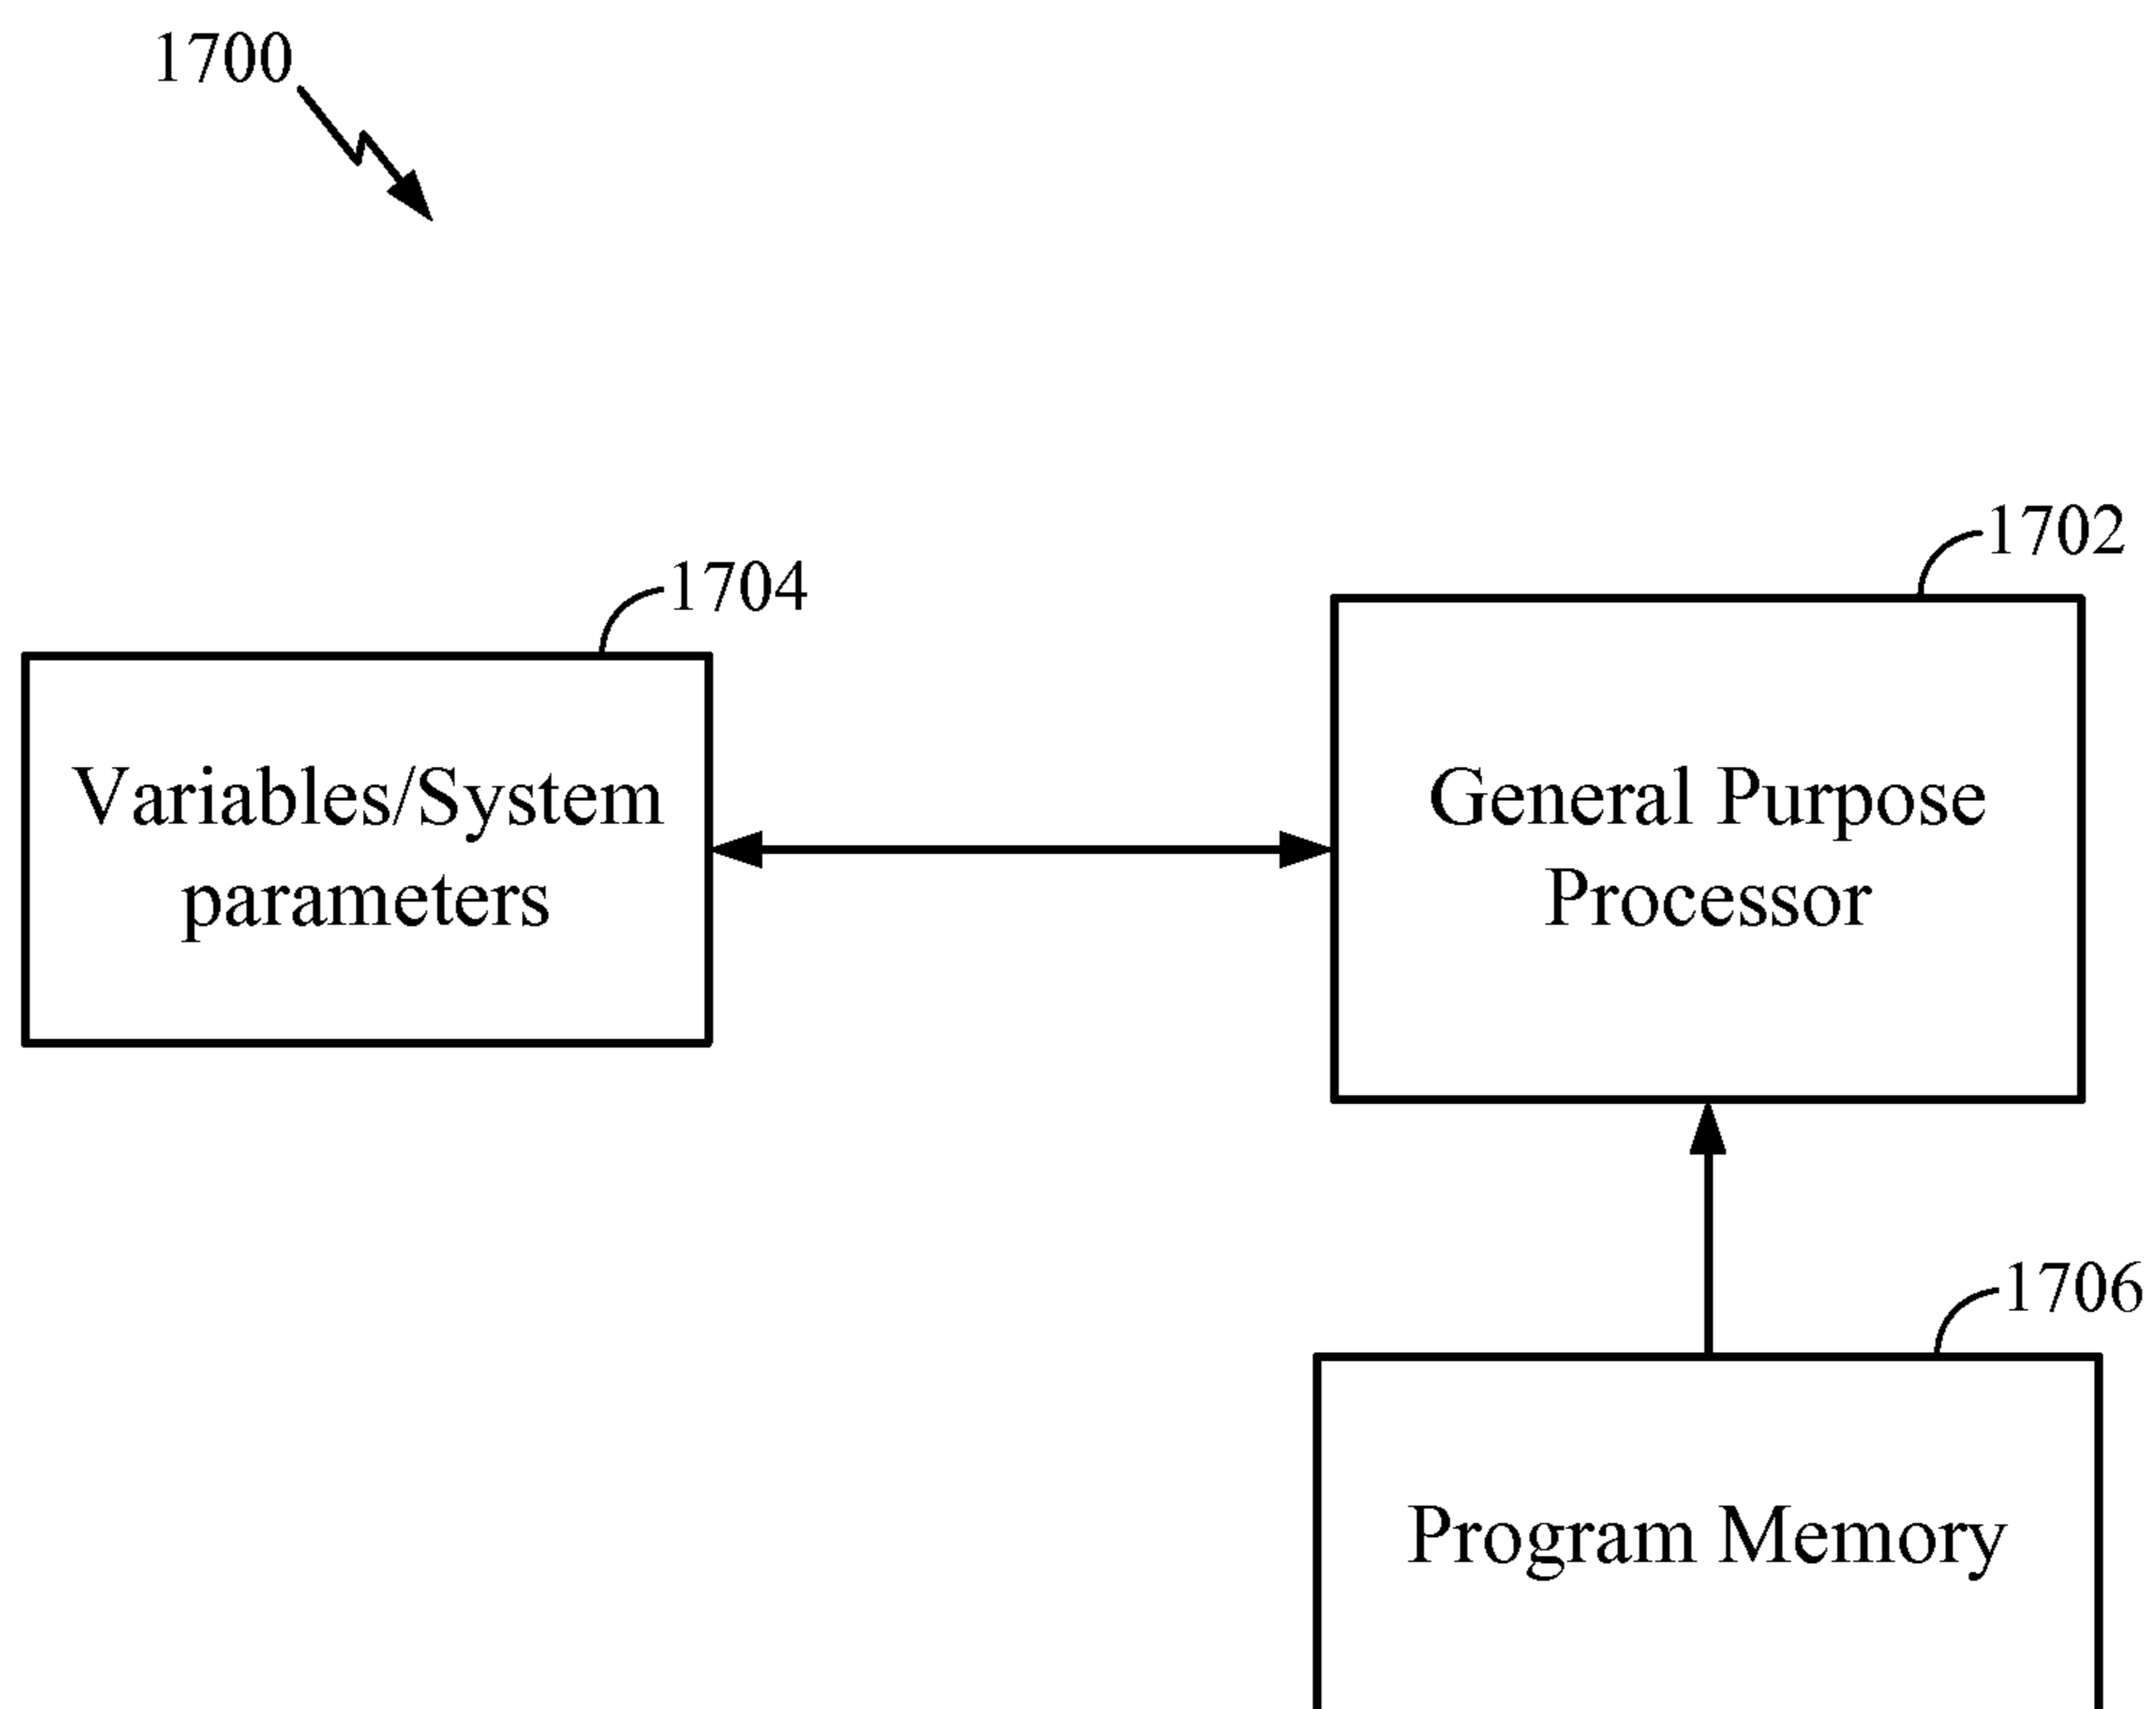 1700
1702
1704
Variables/System
parameters
General Purpose
Processor
1706
Program Memory